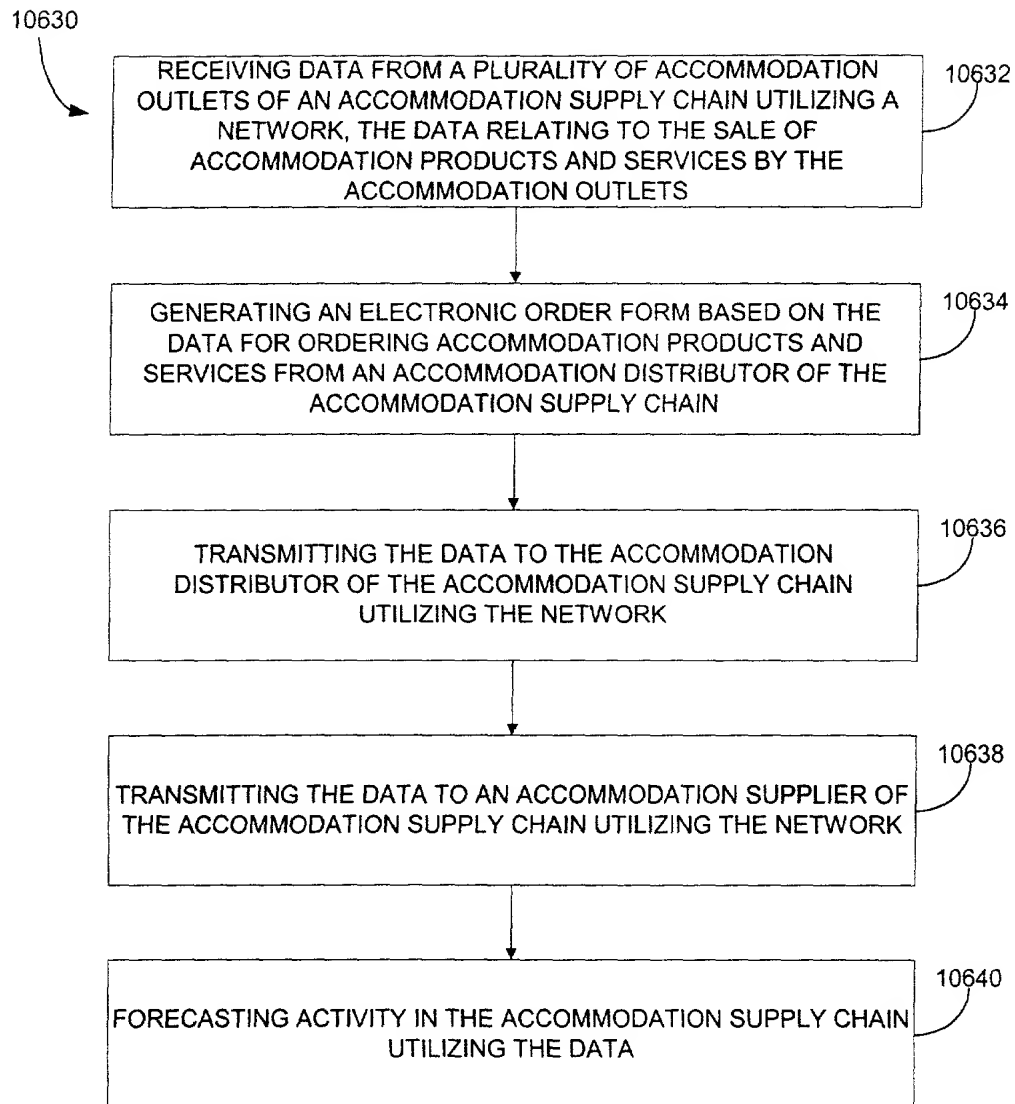 10630
RECEIVING DATA FROM A PLURALITY OF ACCOMMODATION
OUTLETS OF AN ACCOMMODATION SUPPLY CHAIN UTILIZING A
NETWORK, THE DATA RELATING TO THE SALE OF
ACCOMMODATION PRODUCTS AND SERVICES BY THE
ACCOMMODATION OUTLETS
10632
GENERATING AN ELECTRONIC ORDER FORM BASED ON THE
DATA FOR ORDERING ACCOMMODATION PRODUCTS AND
SERVICES FROM AN ACCOMMODATION DISTRIBUTOR OF THE
ACCOMMODATION SUPPLY CHAIN
10634
TRANSMITTING THE DATA TO THE ACCOMMODATION
DISTRIBUTOR OF THE ACCOMMODATION SUPPLY CHAIN
UTILIZING THE NETWORK
10636
TRANSMITTING THE DATA TO AN ACCOMMODATION SUPPLIER OF
THE ACCOMMODATION SUPPLY CHAIN UTILIZING THE NETWORK
10638
FORECASTING ACTIVITY IN THE ACCOMMODATION SUPPLY CHAIN
UTILIZING THE DATA
10640